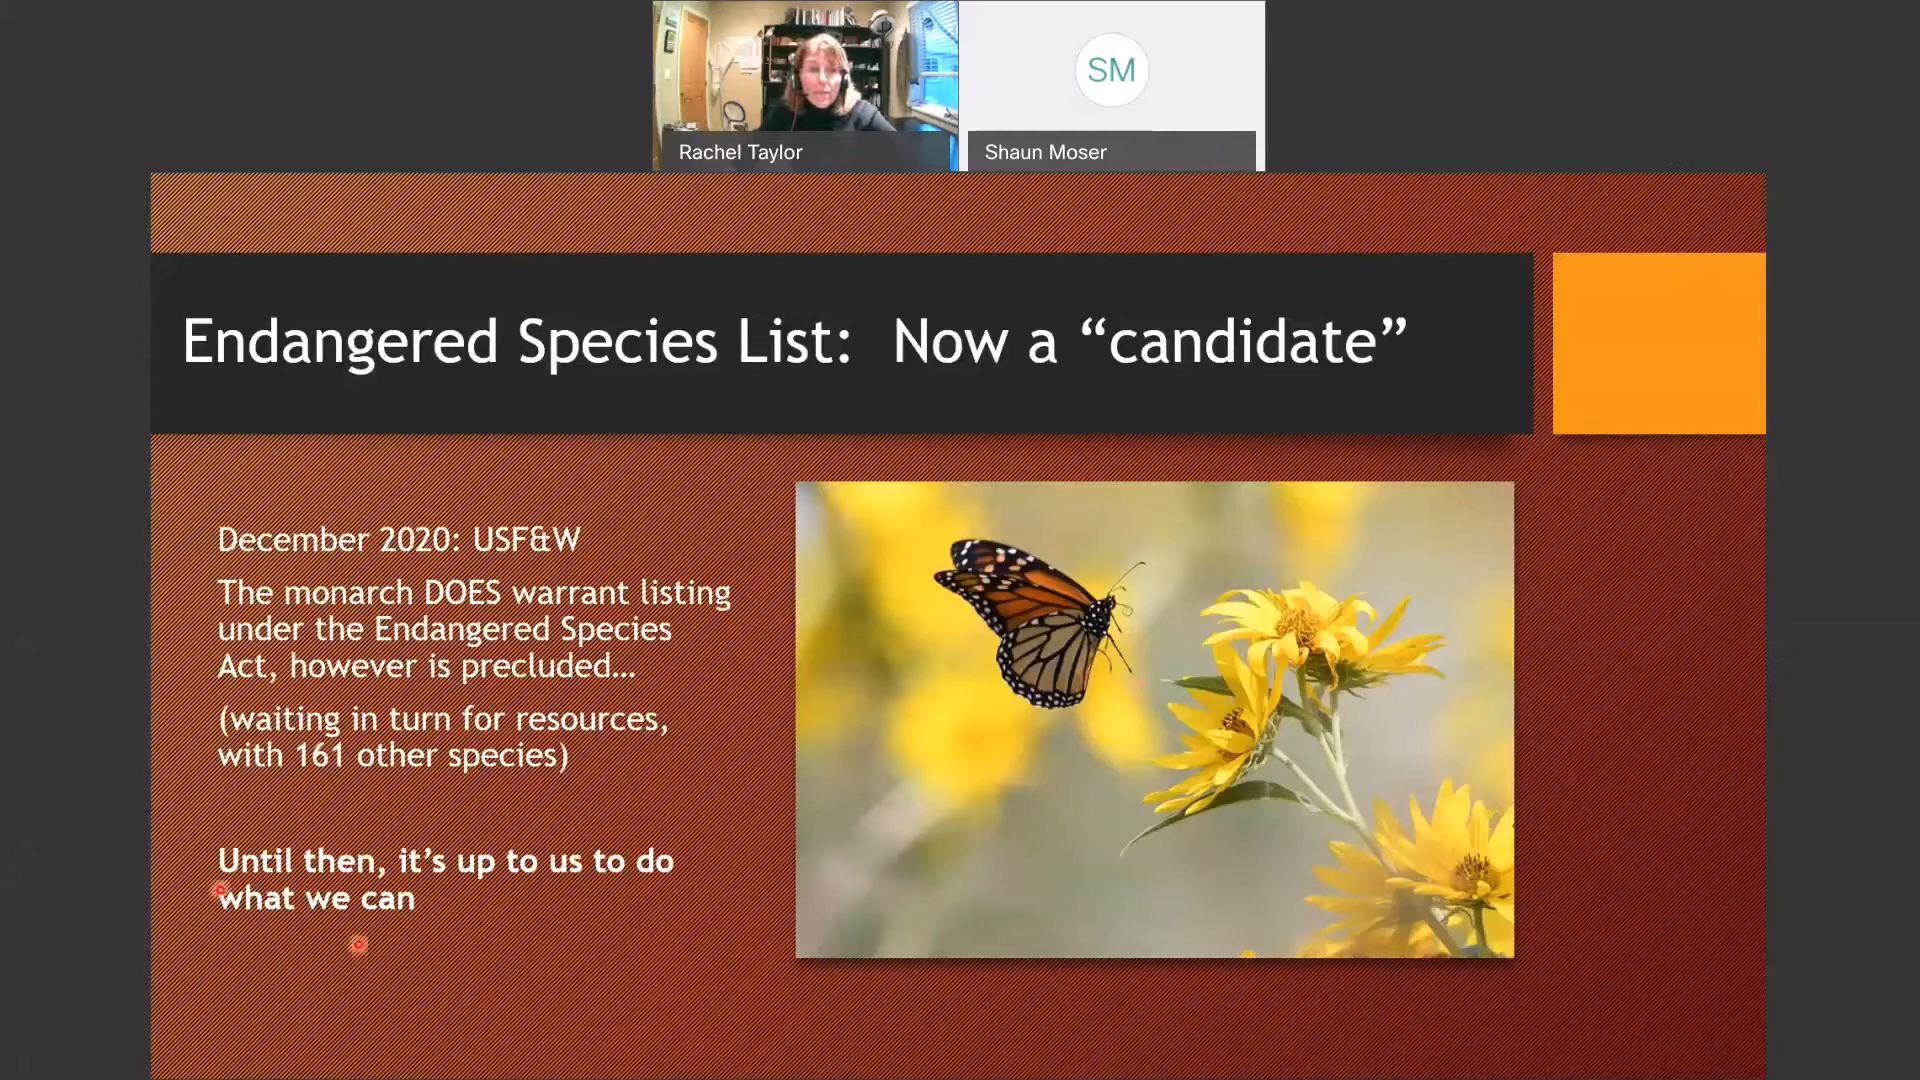 SM
Rachel Taylor
Shaun Moser
Endangered Species List:  Now a “candidate”
December 2020: USF&W
The monarch DOES warrant listing
under the Endangered Species
Act, however is precluded…
(waiting in turn for resources,
with 161 other species)
Until then, it’s up to us to do
what we can